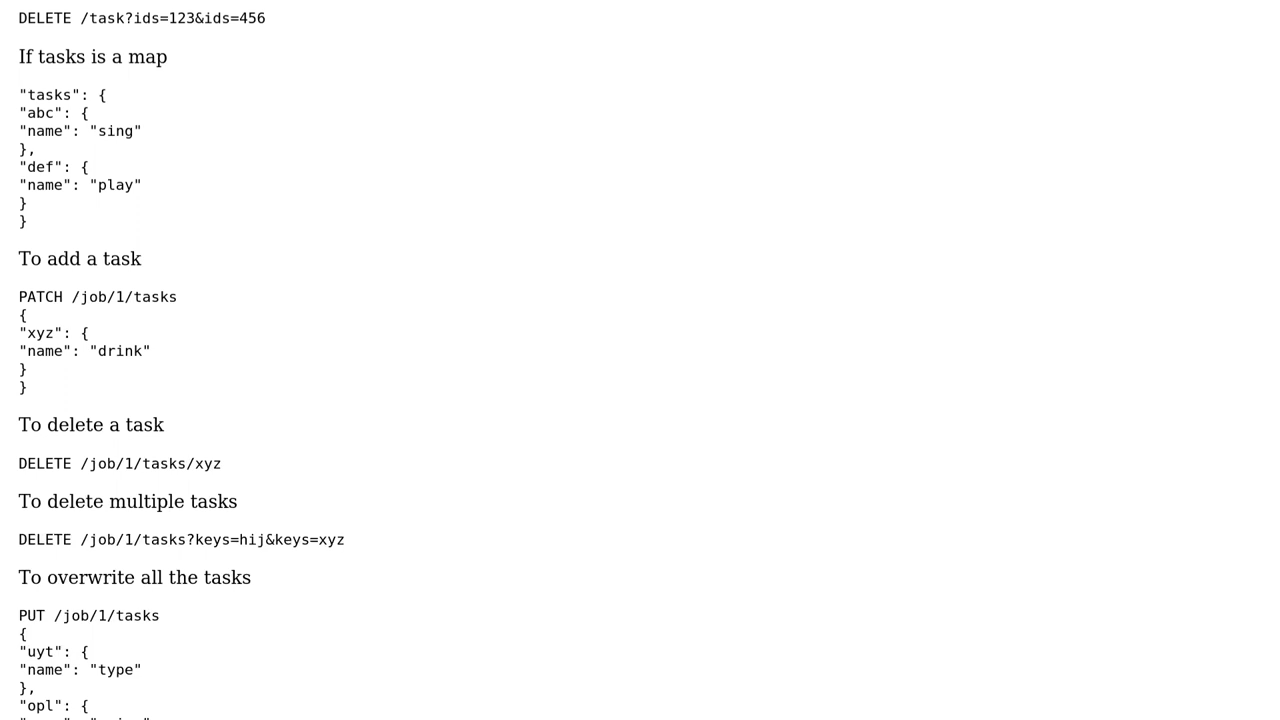 DELETE /task?ids=123&ids=456
If tasks is a map
"tasks": {
"abc": {
"name": "sing"
},
"def": {
"name": "play"
}
}
To add a task
PATCH /job/1/tasks
{
"xyz": {
"name": "drink"
}
}
To delete a task
DELETE /job/1/tasks/xyz
To delete multiple tasks
DELETE /job/1/tasks?keys=hij&keys=xyz
To overwrite all the tasks
PUT /job/1/tasks
{
"uyt": {
"name": "type"
},
"opl": {